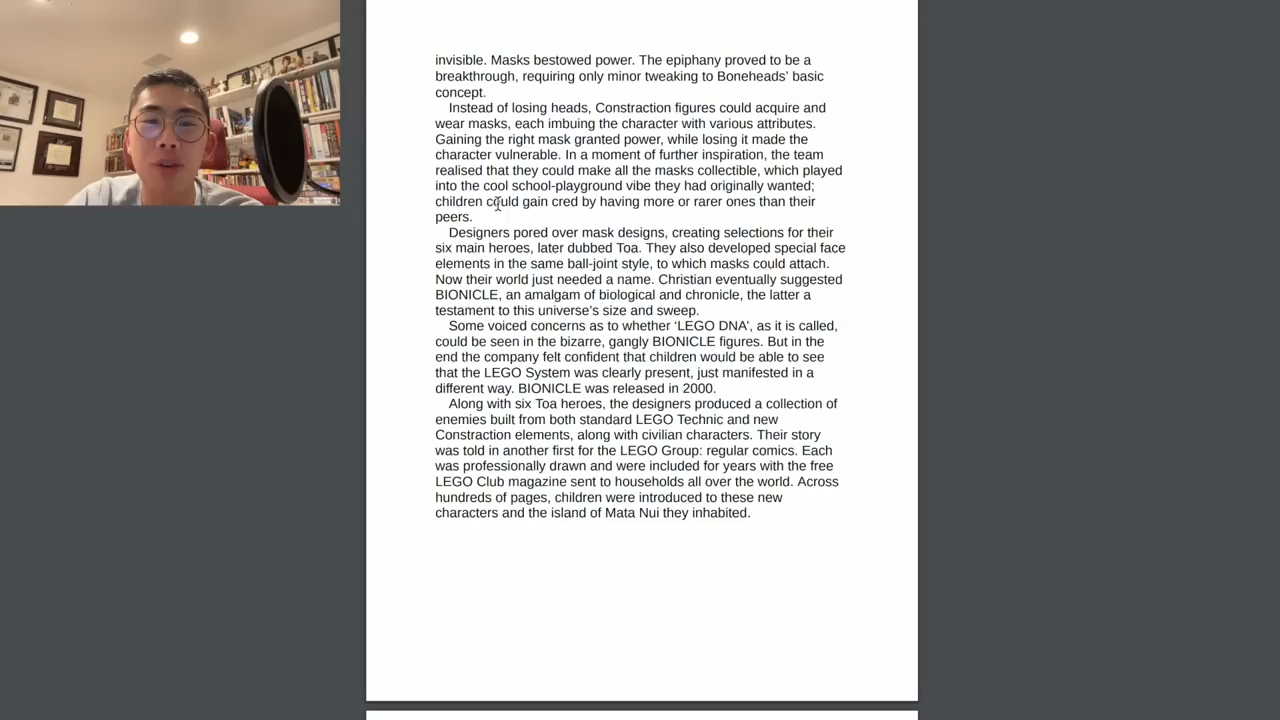 invisible. Masks bestowed power. The epiphany proved to be a
breakthrough, requiring only minor tweaking to Boneheads’ basic
concept.
Instead of losing heads, Constraction figures could acquire and
wear masks, each imbuing the character with various attributes.
Gaining the right mask granted power, while losing it made the
character vulnerable. In a moment of further inspiration, the team
realised that they could make all the masks collectible, which played
into the cool school-playground vibe they had originally wanted;
children could gain cred by having more or rarer ones than their
peers.
Designers pored over mask designs, creating selections for their
six main heroes, later dubbed Toa. They also developed special face
elements in the same ball-joint style, to which masks could attach.
Now their world just needed a name. Christian eventually suggested
BIONICLE, an amalgam of biological and chronicle, the latter a
testament to this universe’s size and sweep.
Some voiced concerns as to whether ‘LEGO DNA’, as it is called,
could be seen in the bizarre, gangly BIONICLE figures. But in the
end the company felt confident that children would be able to see
that the LEGO System was clearly present, just manifested in a
different way. BIONICLE was released in 2000.
Along with six Toa heroes, the designers produced a collection of
enemies built from both standard LEGO Technic and new
Constraction elements, along with civilian characters. Their story
was told in another first for the LEGO Group: regular comics. Each
was professionally drawn and were included for years with the free
LEGO Club magazine sent to households all over the world. Across
hundreds of pages, children were introduced to these new
characters and the island of Mata Nui they inhabited.